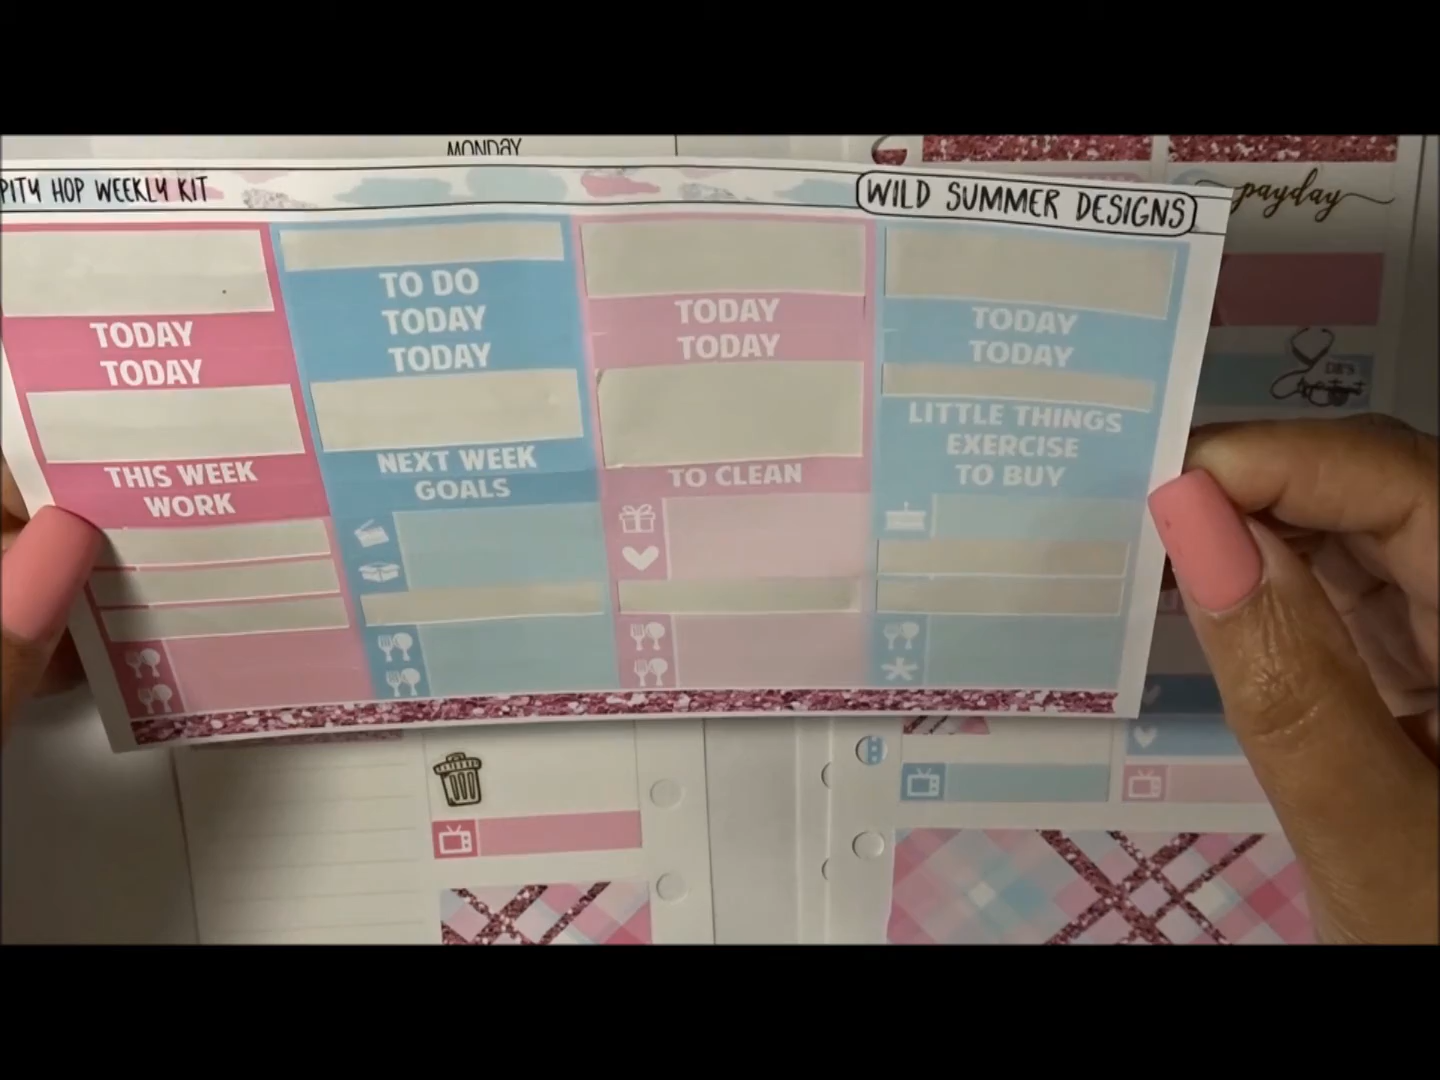 MONDAY
PITY HOP WEEKLY KIT
WILD SUMMER DESIGNS
payday
TODAY
TODAY
THIS WEEK
WORK
TO DO
TODAY
TODAY
NEXT WEEK
GOALS
TODAY
TODAY
TO CLEAN
TODAY
TODAY
LITTLE THINGS
EXERCISE
TO BUY
DR'S